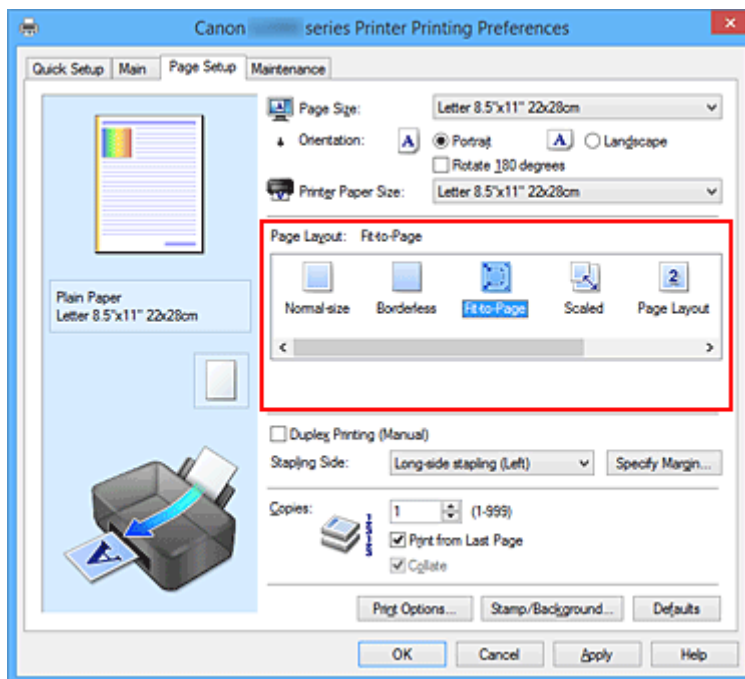 Canon series Printer Printing Preferences
Quick Setup Main Page Setup Maintenance
Page Size: Letter 8.5"x11" 22x28cm
Orientation: A Portrait A Landscape
Rotate 180 degrees
Printer Paper Size: Letter 8.5"x11" 22x28cm
Page Layout: Fit-to-Page
Normal-size Borderless Fit-to-Page Scaled 2 Page Layout
Plain Paper
Letter 8.5"x11" 22x28cm
Duplex Printing (Manual)
Stapling Side: Long-side stapling (Left) Specify Margin...
Copies: 1 (1-999)
Print from Last Page
Collate
A
Print Options... Stamp/Background... Defaults
OK Cancel Apply Help